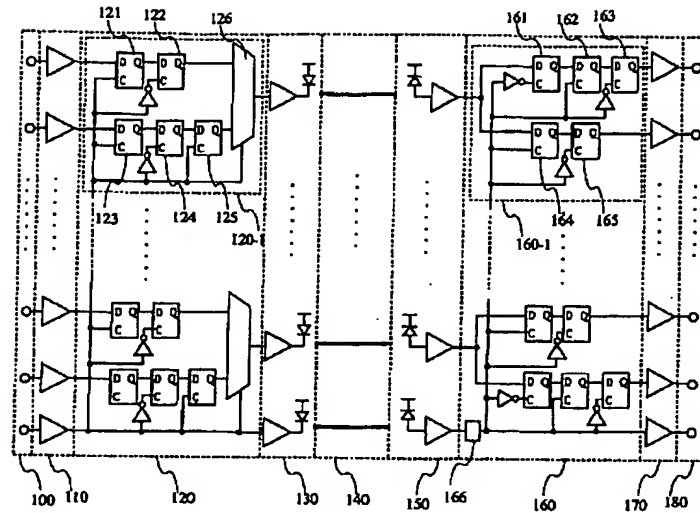 121 122 126 161 162 163
D Q D Q D Q D Q D Q
C C C C C
D Q D Q D Q D Q D Q
C C C C C
123 124 125 164 165
120-1 160-1
D Q D Q D Q D Q
C C C C
D Q D Q D Q D Q D Q D Q
C C C C C C
166
100 110 120 130 140 150 160 170 180